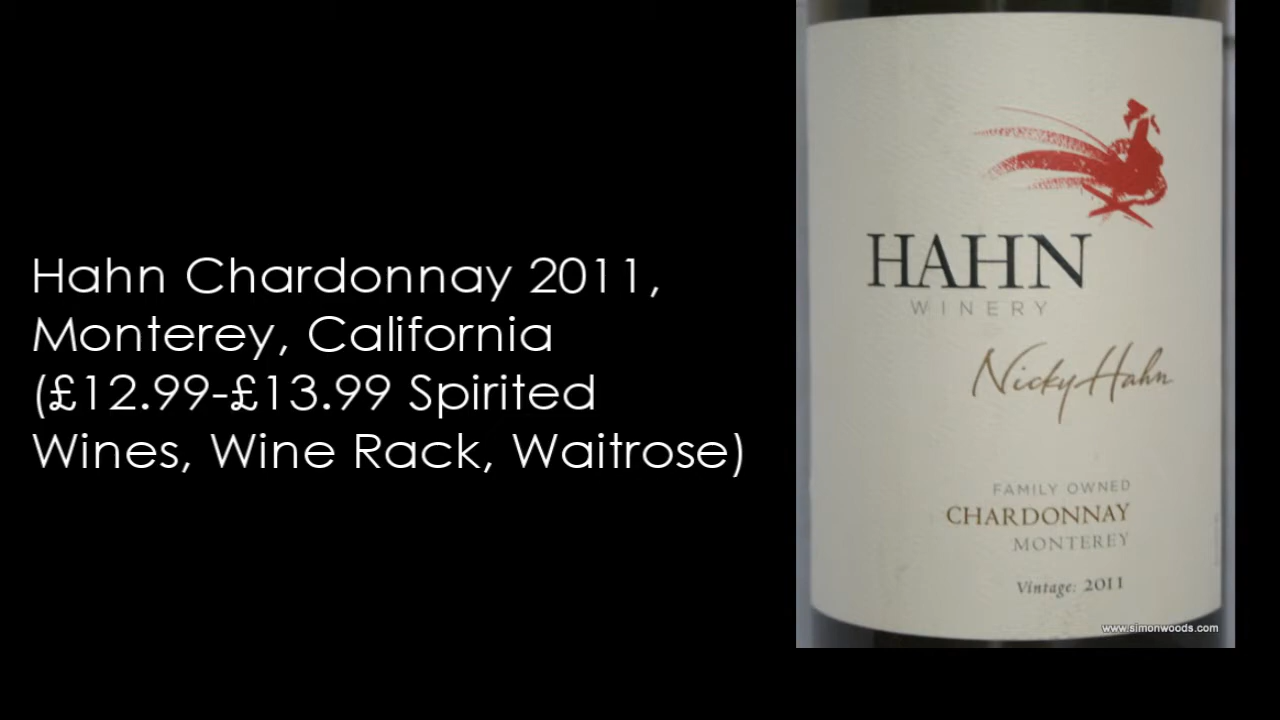 Hahn Chardonnay 2011,
Monterey, California
(£12.99-£13.99 Spirited
Wines, Wine Rack, Waitrose)
HAHN
WINERY
Nicky Hahn
FAMILY OWNED
CHARDONNAY
MONTEREY
Vintage: 2011
www.simonwoods.com